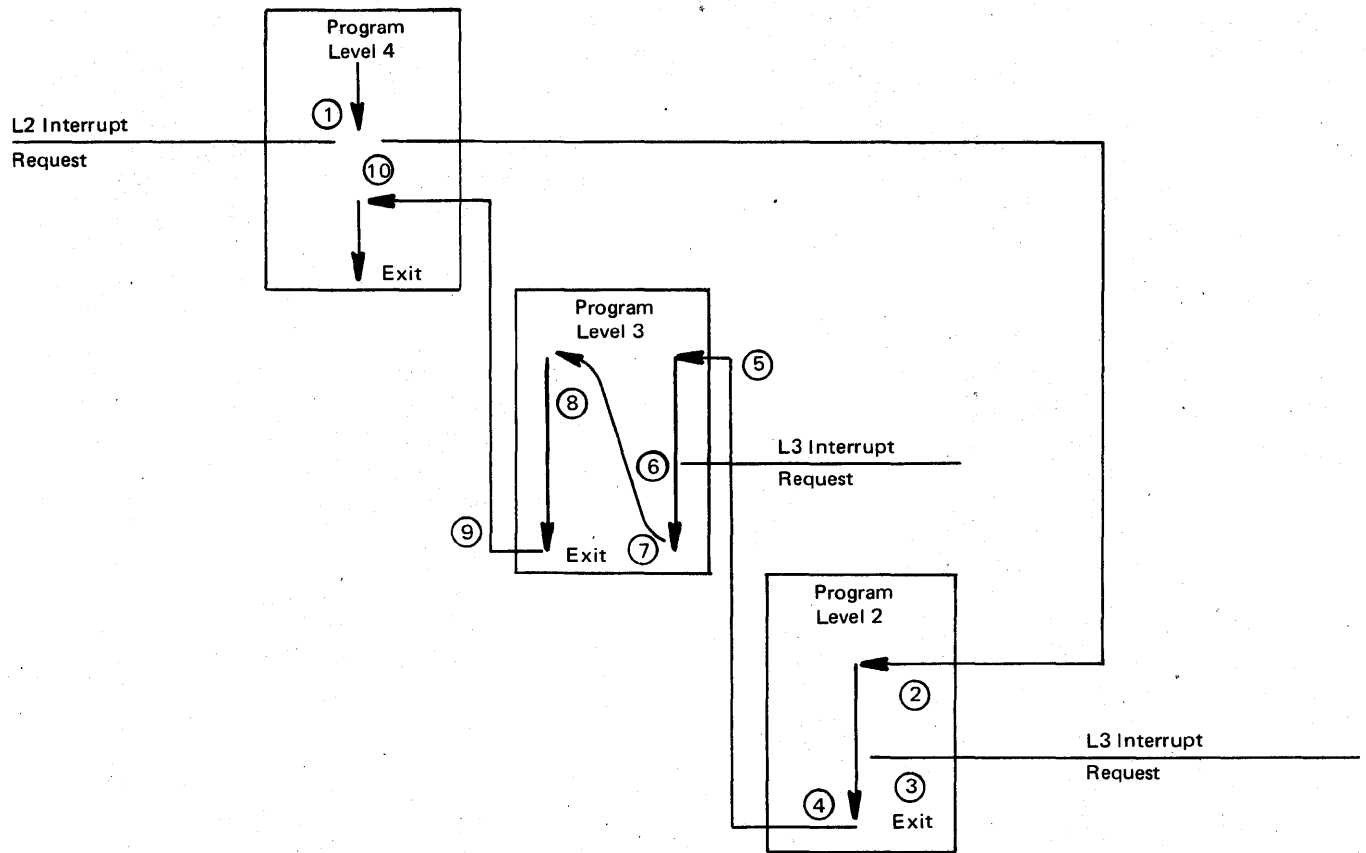 Program
Level 4
1
L2 Interrupt
Request
10
Exit
Program
Level 3
5
8
L3 Interrupt
6
Request
9
Exit
7
Program
Level 2
2
L3 Interrupt
Request
3
4
Exit